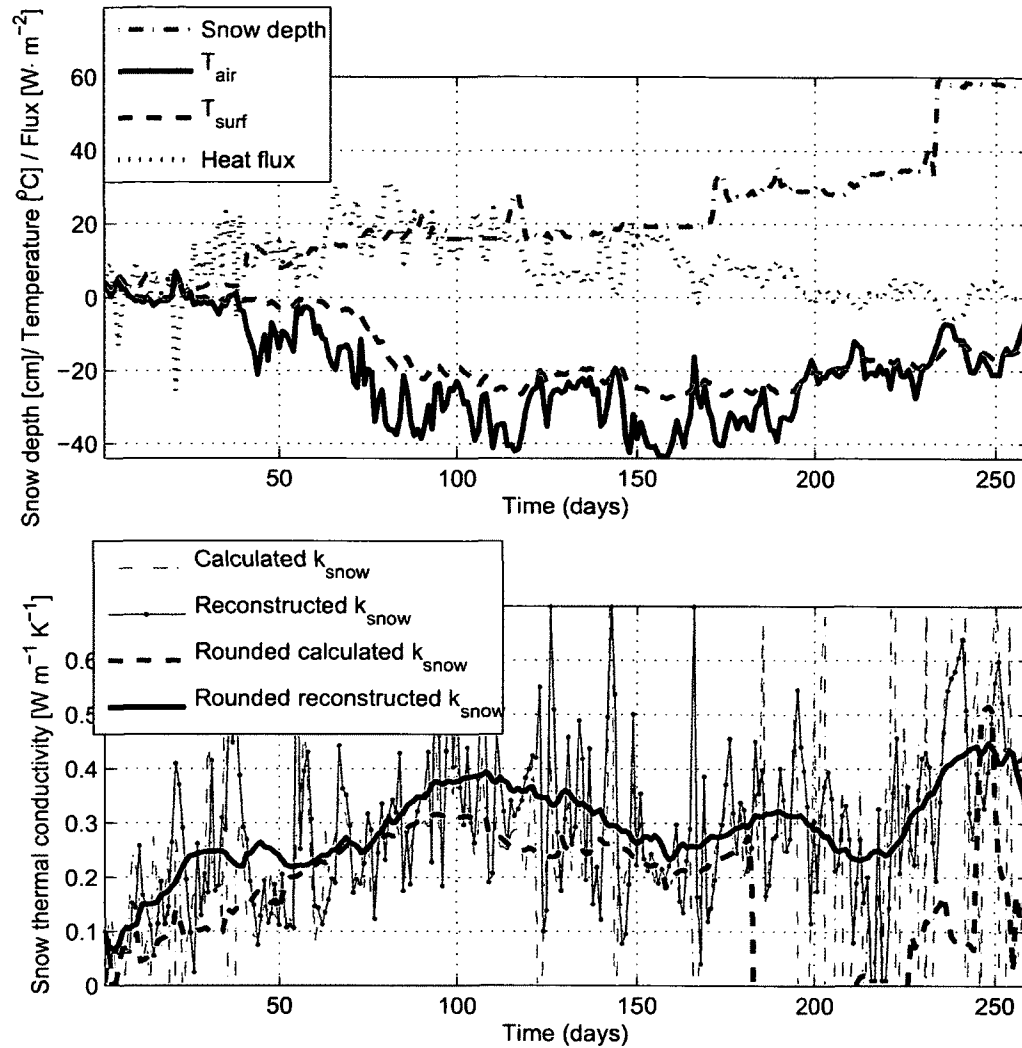 Snow depth
T_air
T_surf
Heat flux
Snow depth [cm]/ Temperature [ºC] / Flux [W· m⁻²]
60
40
20
0
−20
−40
50
100
150
200
250
Time (days)
Calculated k_snow
Reconstructed k_snow
Rounded calculated k_snow
Rounded reconstructed k_snow
Snow thermal conductivity [W m⁻¹ K⁻¹]
0.6
0.5
0.4
0.3
0.2
0.1
0
50
100
150
200
250
Time (days)